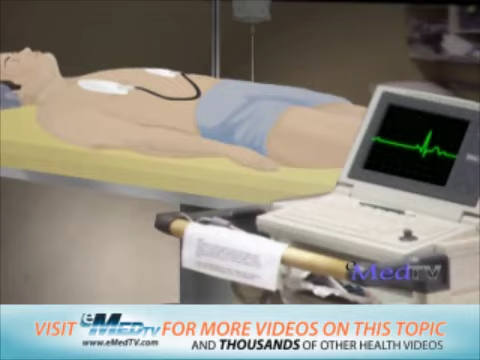 eMedTV
VISIT eMEDTV FOR MORE VIDEOS ON THIS TOPIC
www.eMedTV.com AND THOUSANDS OF OTHER HEALTH VIDEOS